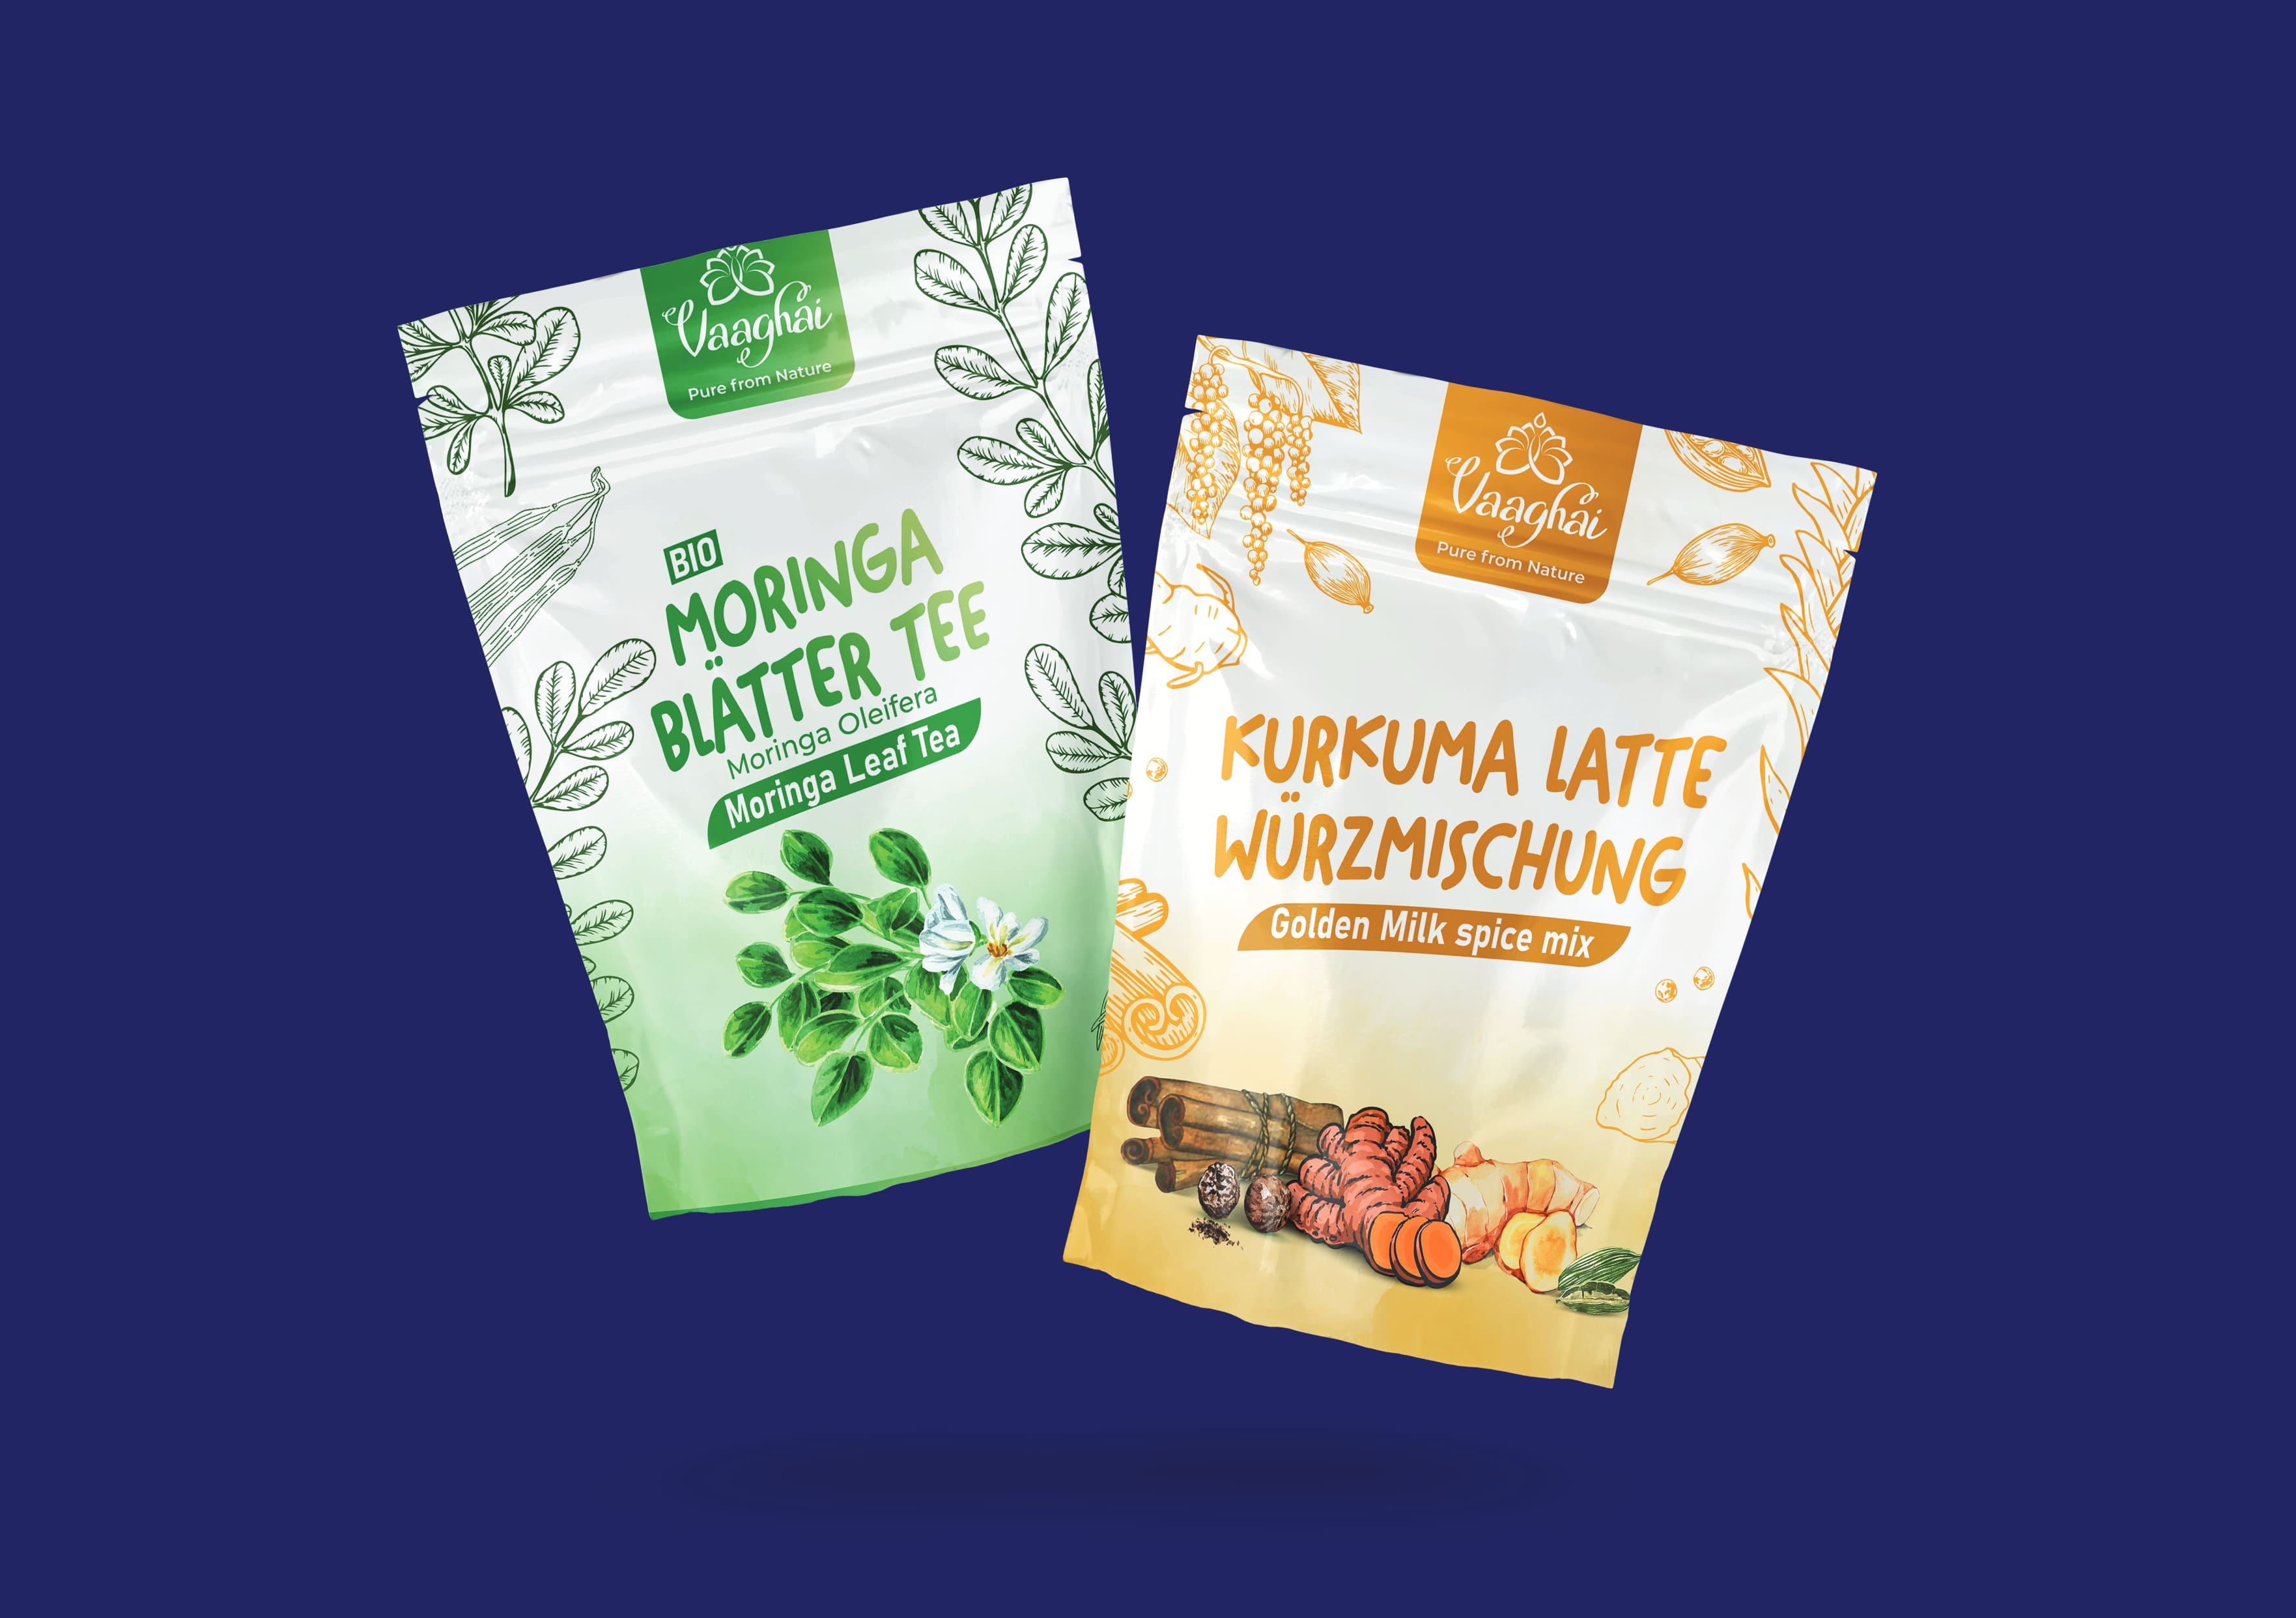 Vaaghai
Pure from Nature
BIO
MORINGA
BLÄTTER TEE
Moringa Oleifera
Moringa Leaf Tea
Vaaghai
Pure from Nature
KURKUMA LATTE
WÜRZMISCHUNG
Golden Milk spice mix